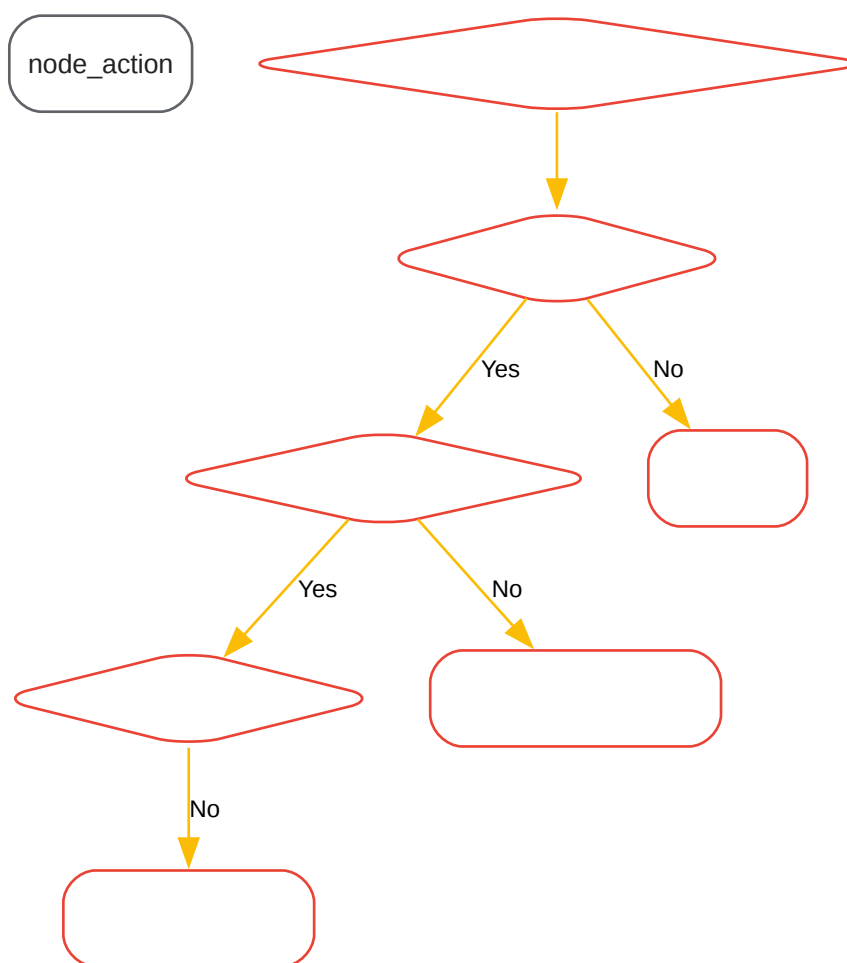 node_action
Yes
No
Yes
No
No